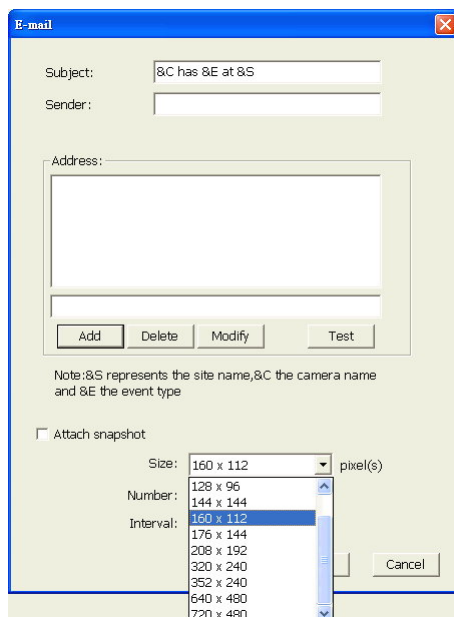 E-mail
Subject: &C has &E at &S
Sender:
Address:
Add Delete Modify Test
Note:&S represents the site name,&C the camera name
and &E the event type
Attach snapshot
Size: 160 x 112 pixel(s)
128 x 96
Number: 144 x 144
160 x 112
Interval: 176 x 144
208 x 192
320 x 240
Cancel
352 x 240
640 x 480
720 x 480